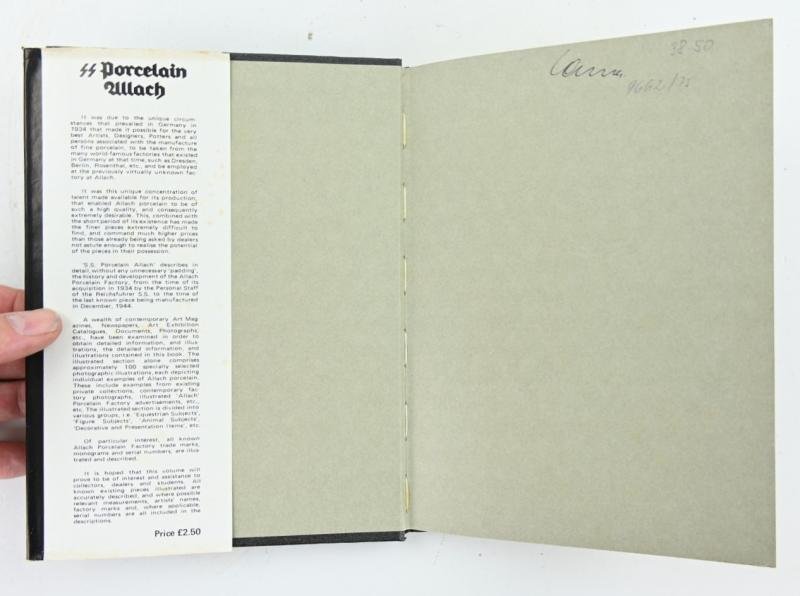 SS Porcelain
Allach
It was due to the unique circum-
stances that prevailed in Germany in
1934 that made it possible for the very
best Artists, Designers, Potters and all
persons associated with the manufacture
of fine porcelain, to be taken from the
many world-famous factories that existed
in Germany at that time, such as Dresden,
Berlin, Rosenthal, etc., and be employed
at the previously virtually unknown fac-
tory at Allach.
It was this unique concentration of
talent made available for its production,
that enabled Allach porcelain to be of
such a high quality, and consequently
extremely desirable. This, combined with
the short period of its existence has made
the finer pieces extremely difficult to
find, and command much higher prices
than those already being asked by dealers
not astute enough to realise the potential
of the pieces in their possession.
'S.S. Porcelain Allach' describes in
detail, without any unnecessary 'padding',
the history and development of the Allach
Porcelain Factory, from the time of its
acquisition in 1934 by the Personal Staff
of the Reichsfuhrer S.S. to the time of
the last known piece being manufactured
in December, 1944.
A wealth of contemporary Art Mag
azines, Newspapers, Art Exhibition
Catalogues, Documents, Photographs,
etc., have been examined in order to
obtain detailed information, and illus
trations, the detailed information, and
illustrations contained in this book. The
illustrated section alone comprises
approximately 100 specially selected
photographic illustrations, each depicting
individual examples of Allach porcelain.
These include examples from existing
private collections, contemporary fac
tory photographs, illustrated 'Allach'
Porcelain Factory advertisements, etc.,
etc. The illustrated section is divided into
various groups, i.e. 'Equestrian Subjects',
'Figure Subjects', 'Animal Subjects',
'Decorative and Presentation Items', etc.
Of particular interest, all known
Allach Porcelain Factory trade marks,
monograms and serial numbers, are illus
trated and described.
It is hoped that this volume will
prove to be of interest and assistance to
collectors, dealers and students. All
known existing pieces illustrated are
accurately described, and where possible
relevant measurements, artists' names,
factory marks and, where applicable,
serial numbers are all included in the
descriptions.
Price £2.50
38-50
9662/75